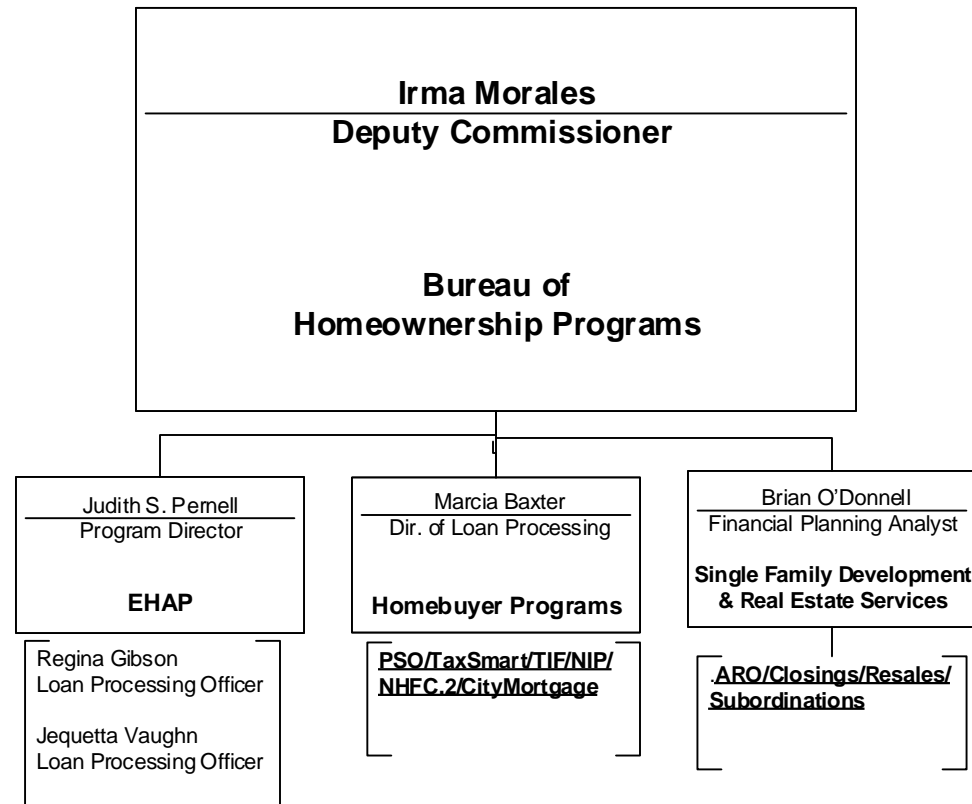 Irma Morales
Deputy Commissioner
Bureau of
Homeownership Programs
Judith S. Pernell
Program Director
EHAP
Regina Gibson
Loan Processing Officer
Jequetta Vaughn
Loan Processing Officer
Marcia Baxter
Dir. of Loan Processing
Homebuyer Programs
PSO/TaxSmart/TIF/NIP/
NHFC.2/CityMortgage
Brian O’Donnell
Financial Planning Analyst
Single Family Development
& Real Estate Services
.ARO/Closings/Resales/
Subordinations